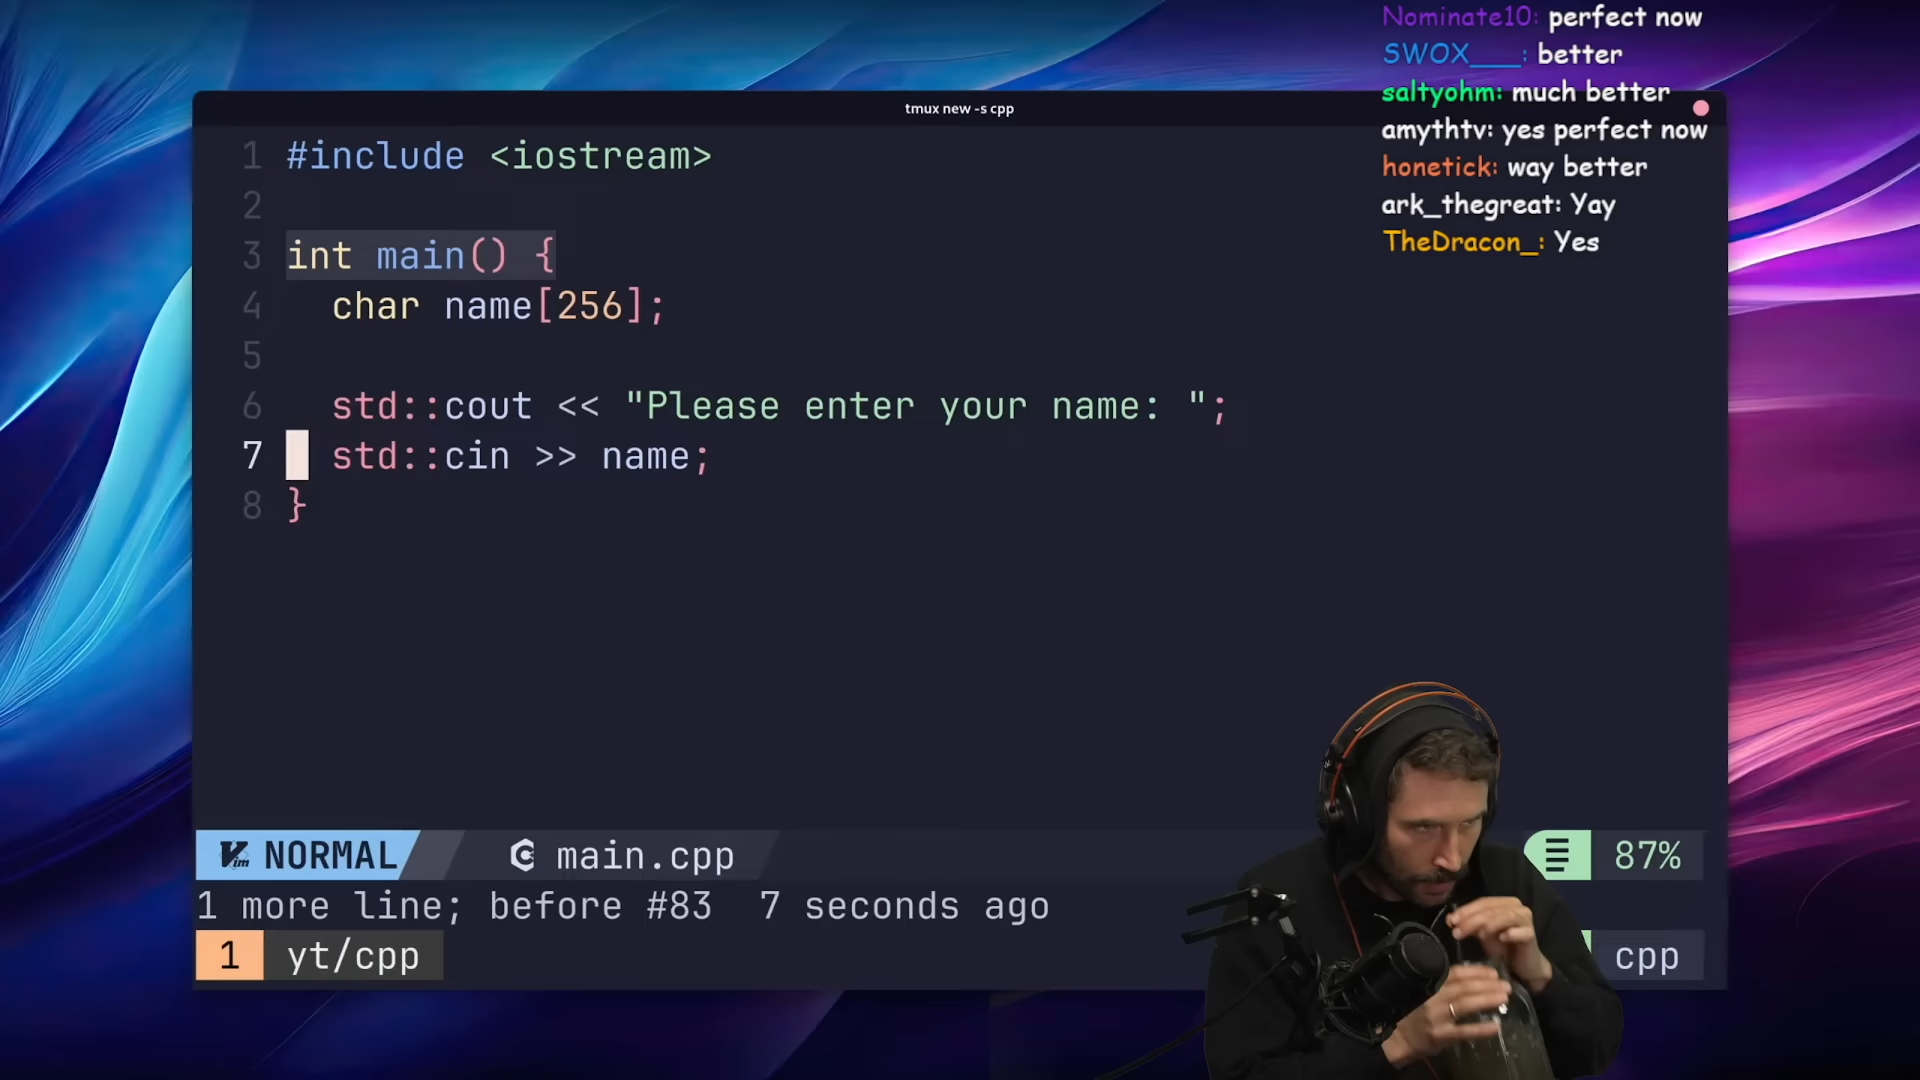 tmux new -s cpp
Nominate10: perfect now
SWOX___: better
saltyohm: much better
amythtv: yes perfect now
honetick: way better
ark_thegreat: Yay
TheDracon_: Yes
1 #include <iostream>
2
3 int main() {
4 char name[256];
5
6 std::cout << "Please enter your name: ";
7 std::cin >> name;
8 }
NORMAL main.cpp 87%
1 more line; before #83 7 seconds ago
1 yt/cpp cpp